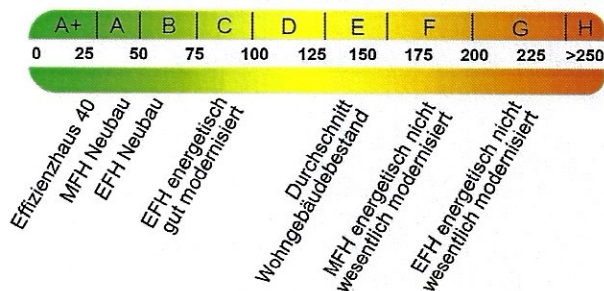 A+ A B C D E F G H
0 25 50 75 100 125 150 175 200 225 >250
Effizienzhaus 40
MFH Neubau
EFH Neubau
EFH energetisch
gut modernisiert
Durchschnitt
Wohngebäudebestand
MFH energetisch nicht
wesentlich modernisiert
EFH energetisch nicht
wesentlich modernisiert